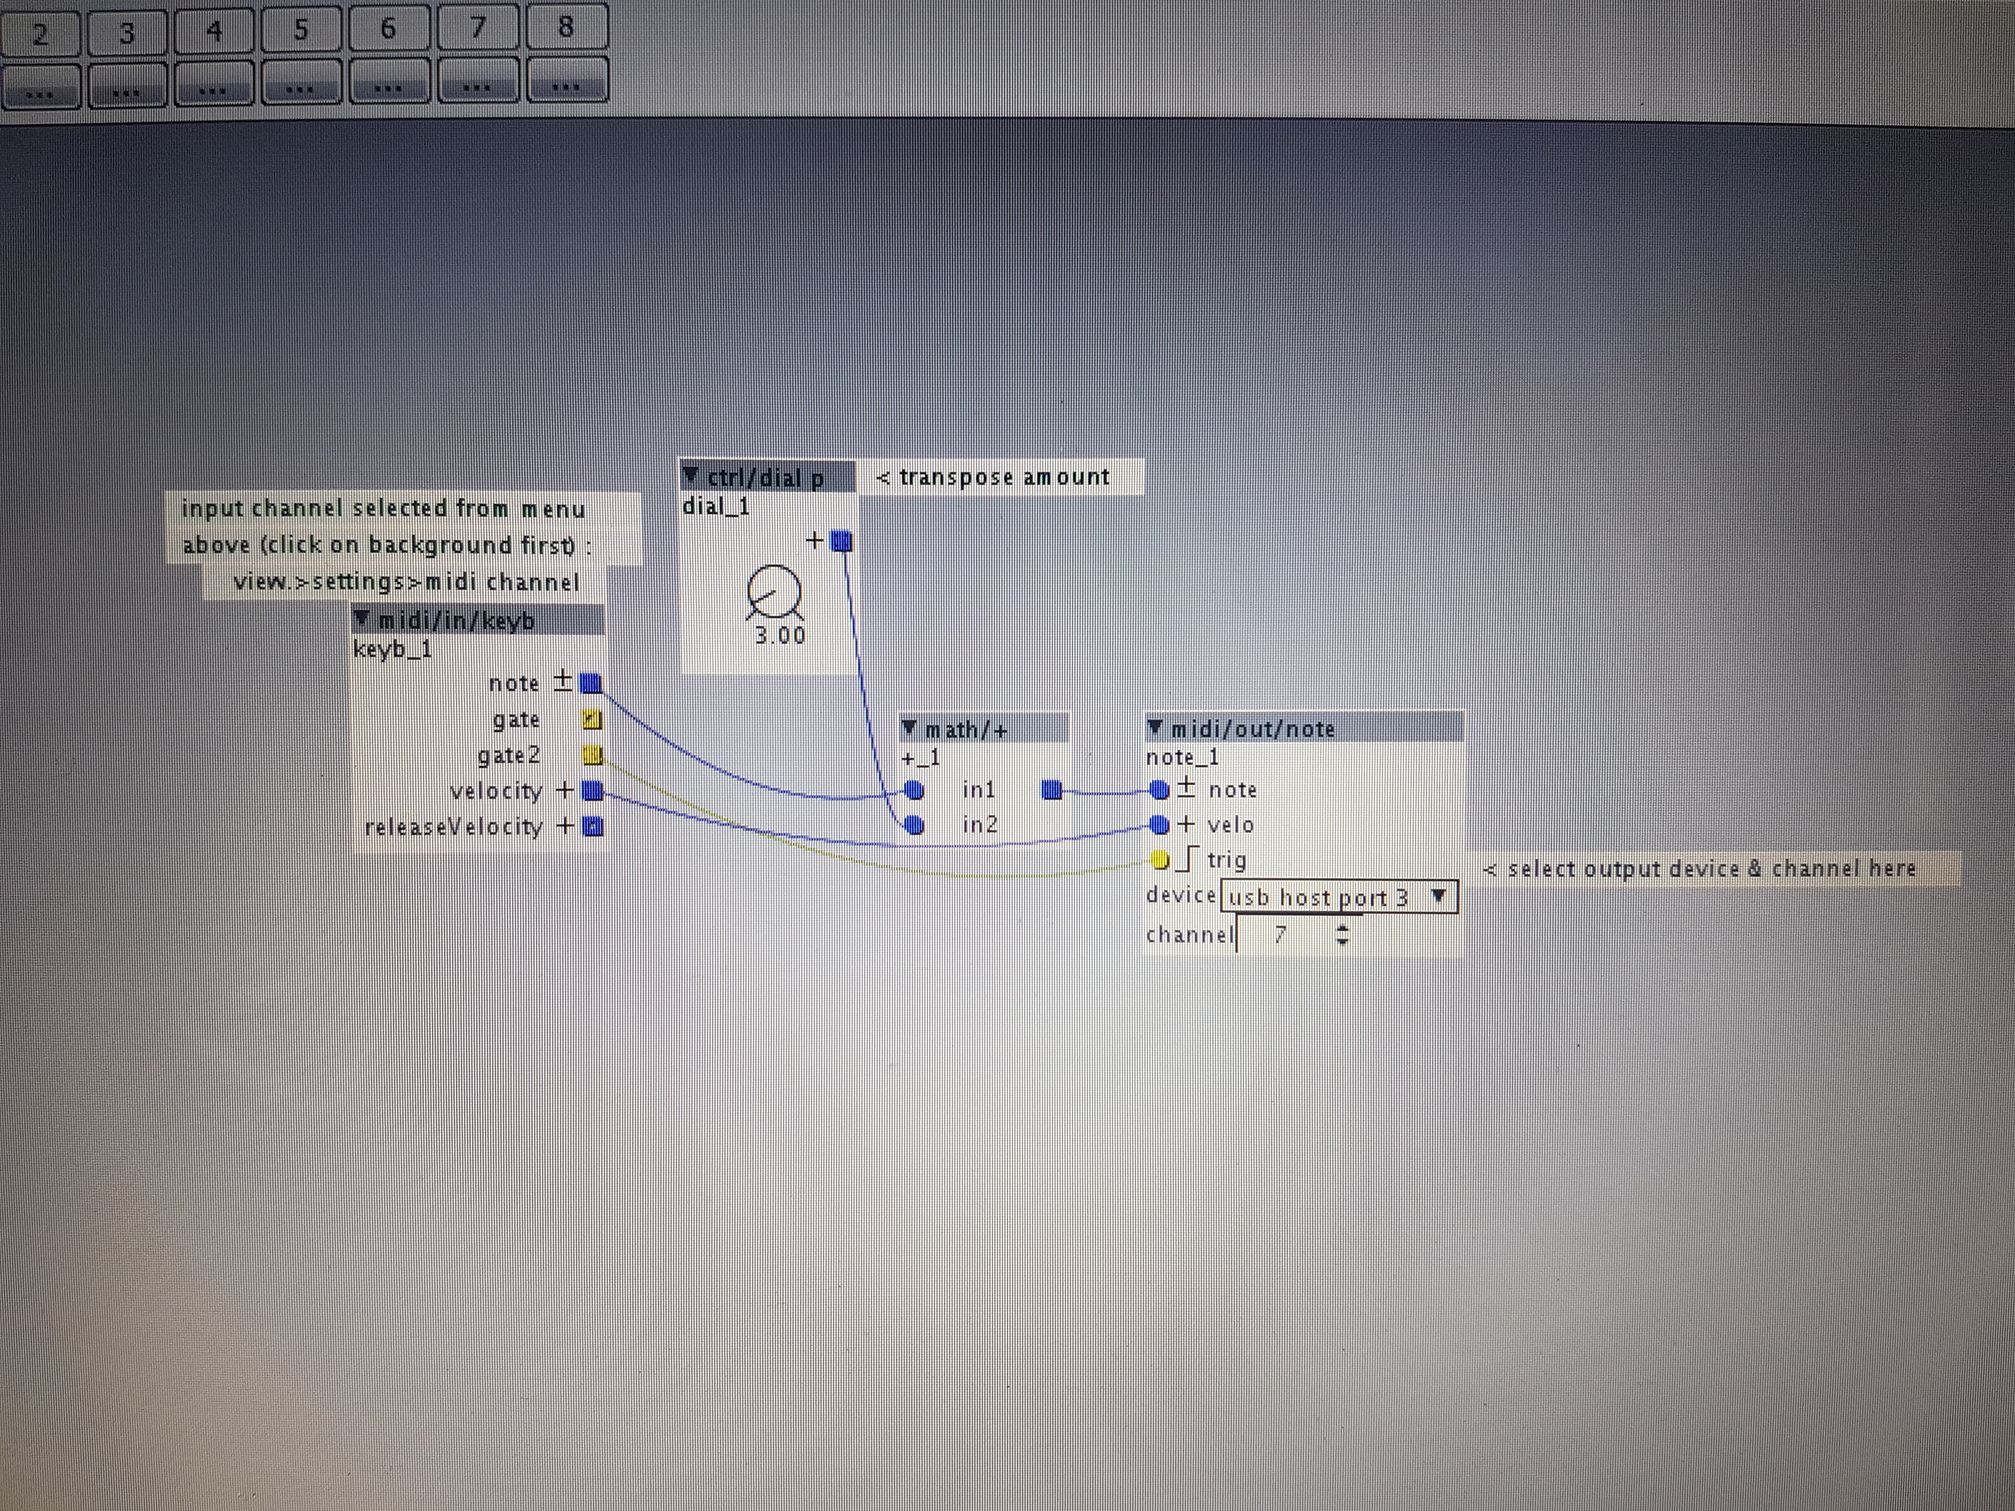 2 3 4 5 6 7 8
... ... ... ... ... ... ...
ctrl/dial p
< transpose amount
dial_1
+
3.00
input channel selected from menu
above (click on background first) :
view.>settings>midi channel
midi/in/keyb
keyb_1
note ±
gate
gate2
velocity +
releaseVelocity +
math/+
+_1
in1
in2
midi/out/note
note_1
± note
+ velo
trig
device usb host port 3
channel 7
< select output device & channel here